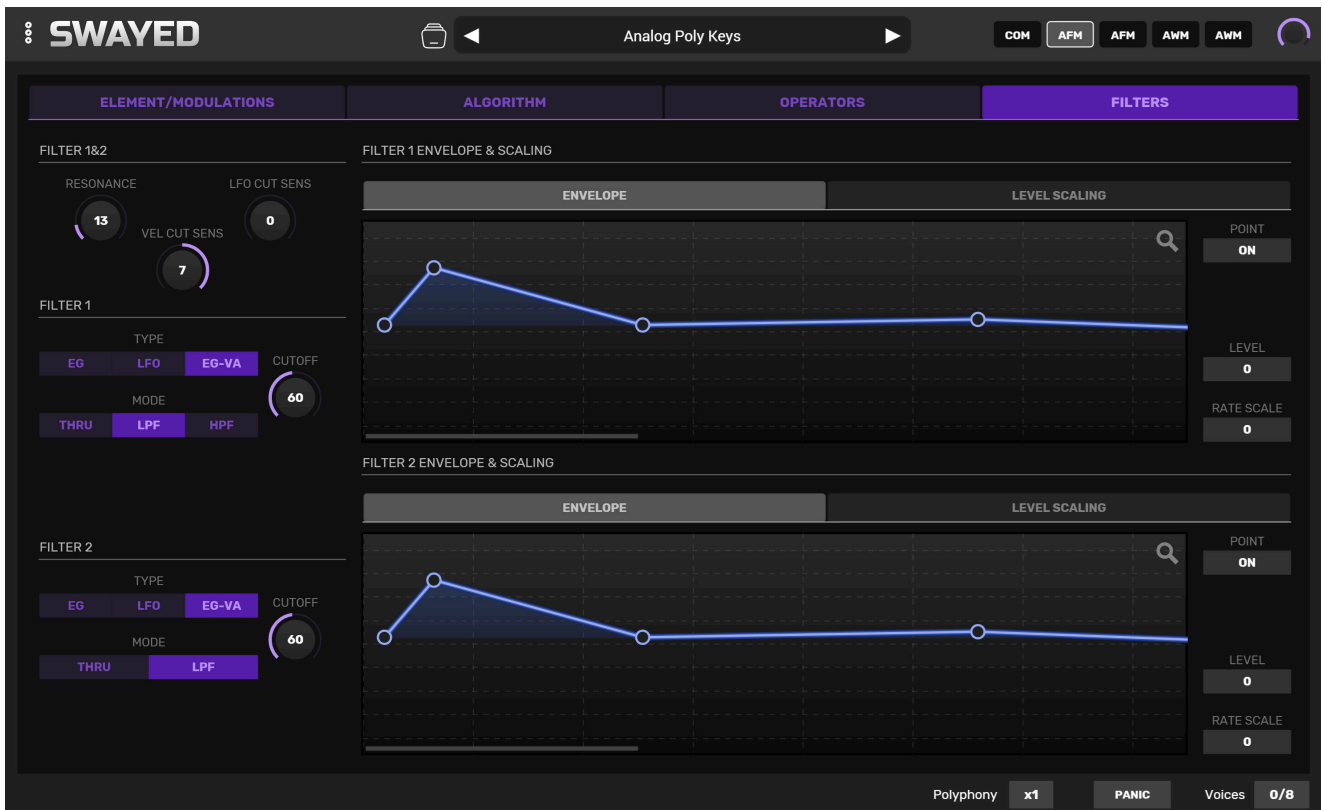 SWAYED
Analog Poly Keys
COM AFM AFM AWM AWM
ELEMENT/MODULATIONS ALGORITHM OPERATORS FILTERS
FILTER 1&2
RESONANCE LFO CUT SENS
13 0
VEL CUT SENS
7
FILTER 1
TYPE
EG LFO EG-VA CUTOFF
60
MODE
THRU LPF HPF
FILTER 2
TYPE
EG LFO EG-VA CUTOFF
60
MODE
THRU LPF
FILTER 1 ENVELOPE & SCALING
ENVELOPE LEVEL SCALING
POINT
ON
LEVEL
0
RATE SCALE
0
FILTER 2 ENVELOPE & SCALING
ENVELOPE LEVEL SCALING
POINT
ON
LEVEL
0
RATE SCALE
0
Polyphony x1 PANIC Voices 0/8